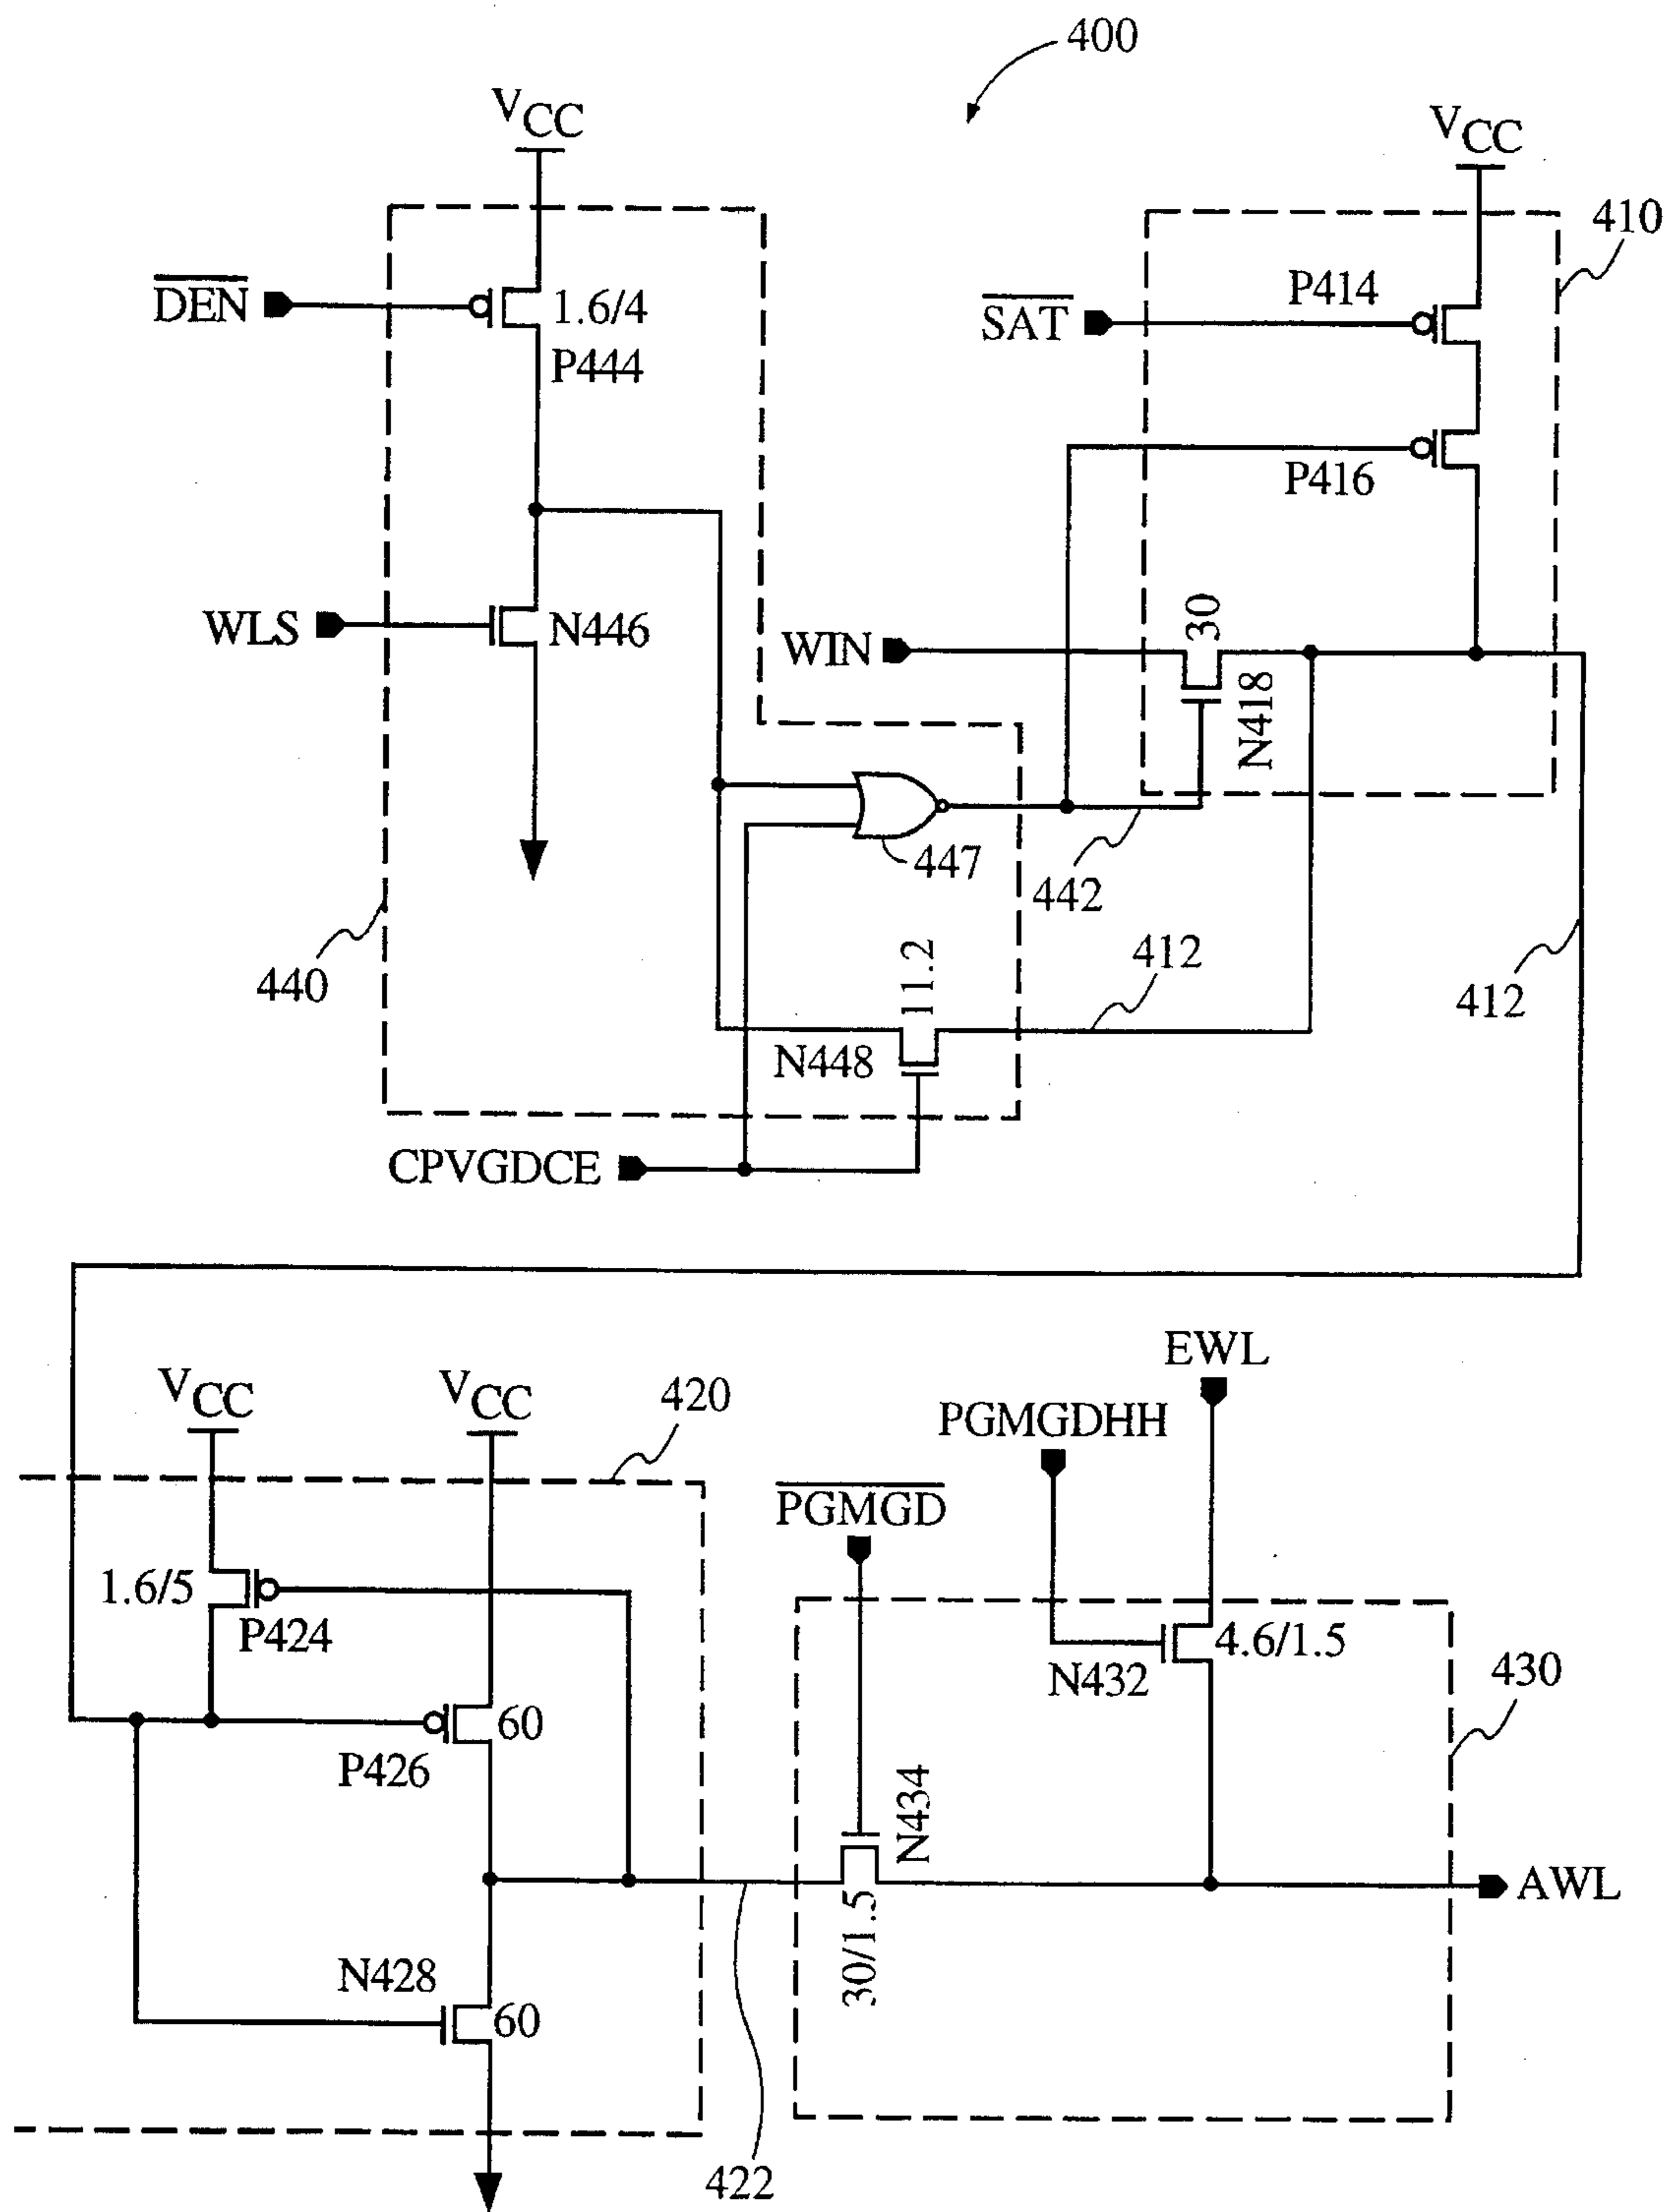 400
VCC
VCC
410
DEN
1.6/4
P444
SAT
P414
P416
WLS
N446
WIN
30
N418
447
442
440
11.2
412
412
N448
CPVGDCE
EWL
VCC
VCC
420
PGMGDHH
PGMGD
1.6/5
P424
4.6/1.5
N432
430
60
P426
N434
AWL
30/1.5
N428
60
422